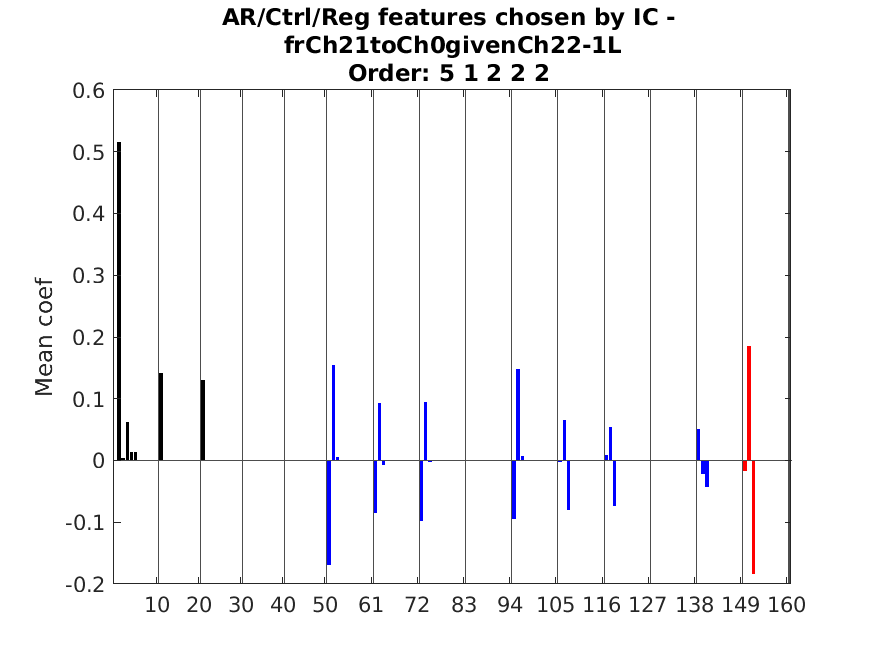 AR/Ctrl/Reg features chosen by IC -
frCh21toCh0givenCh22-1L
Order: 5 1 2 2 2
0.6
0.5
0.4
0.3
0.2
0.1
0
-0.1
-0.2
Mean coef
10 20 30 40 50 61 72 83 94 105 116 127 138 149 160